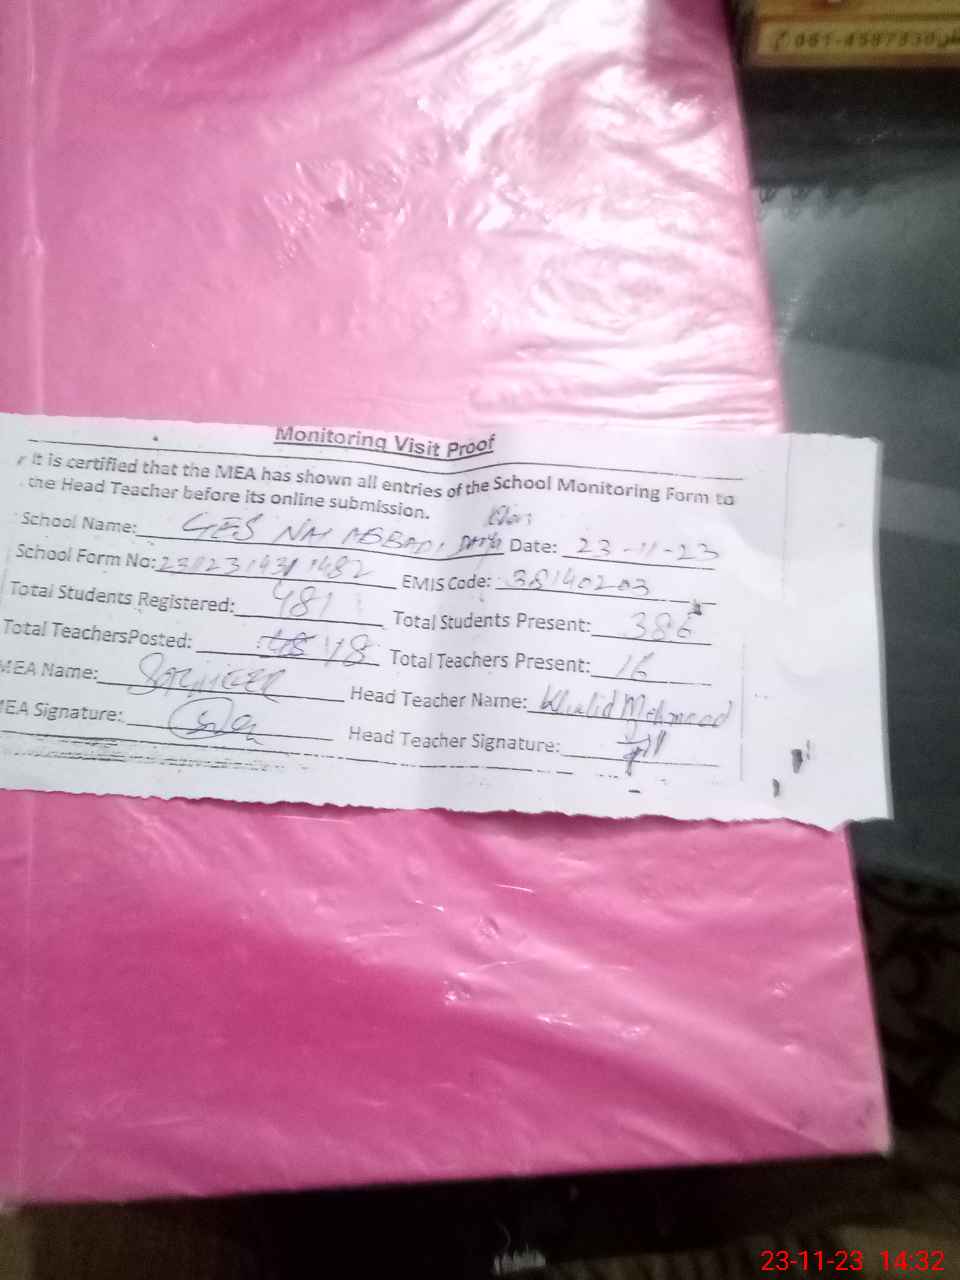 061-4587330
Monitoring Visit Proof
It is certified that the MEA has shown all entries of the School Monitoring Form to
the Head Teacher before its online submission.
School Name: GES Date: 23-11-23
School Form No: EMIS Code: 38140203
Total Students Registered: 481 Total Students Present: 386
Total TeachersPosted: 18 Total Teachers Present: 16
MEA Name: Head Teacher Name: Khalid Mehmood
MEA Signature: Head Teacher Signature:
23-11-23 14:32